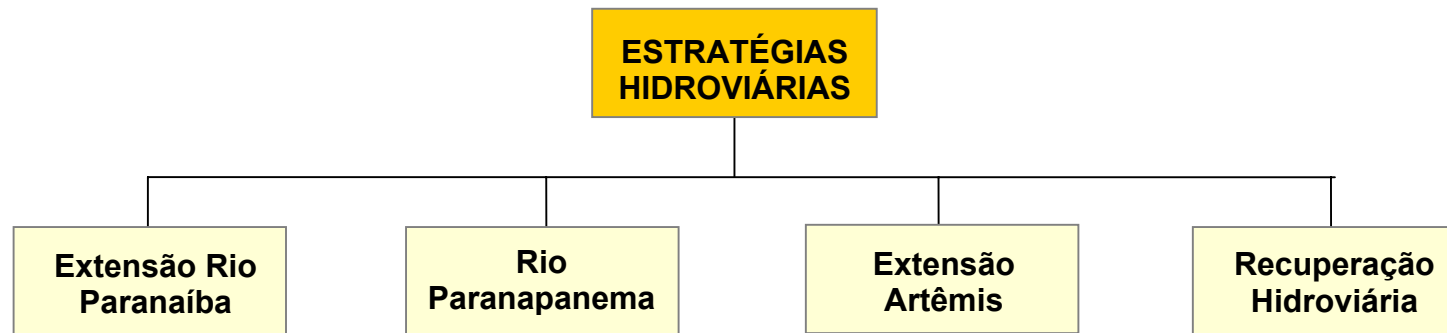 ESTRATÉGIAS
HIDROVIÁRIAS
Extensão Rio
Paranaíba
Rio
Paranapanema
Extensão
Artêmis
Recuperação
Hidroviária